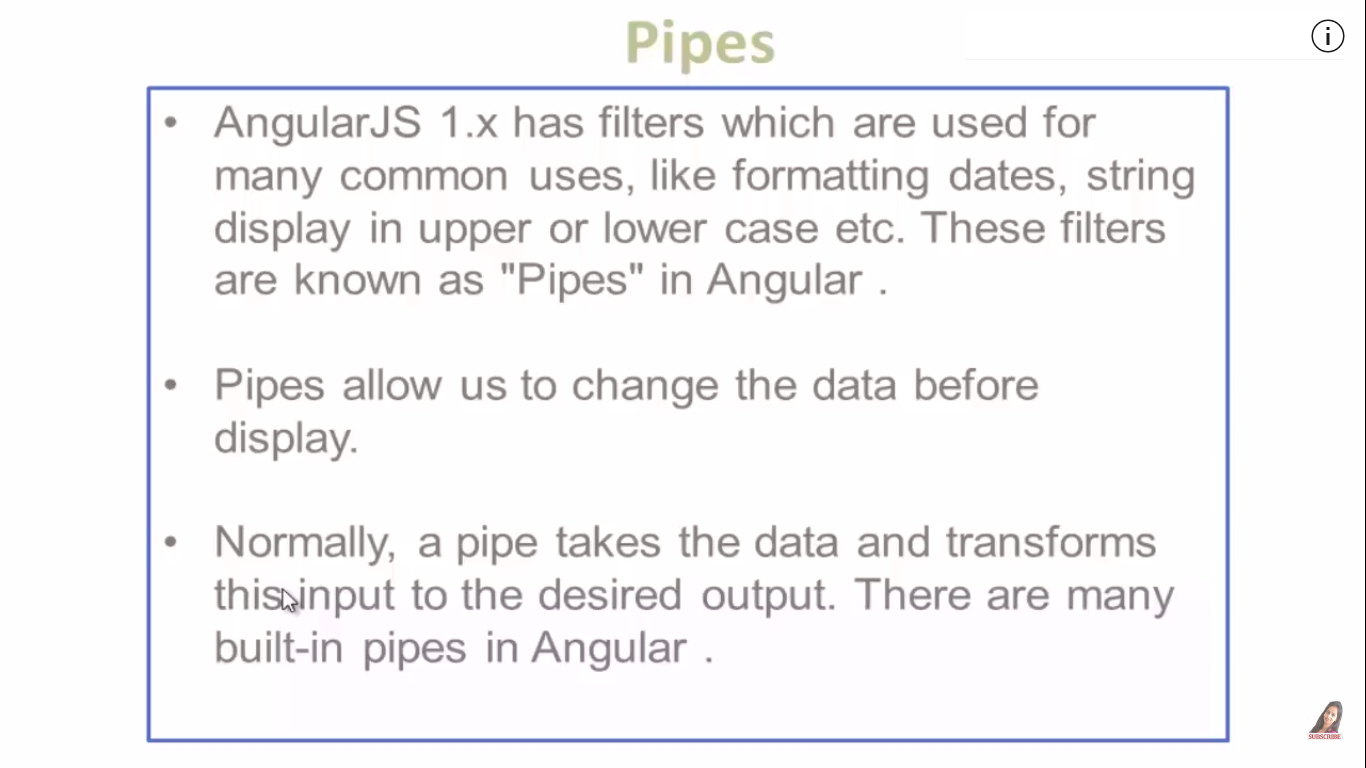 Pipes
• AngularJS 1.x has filters which are used for
many common uses, like formatting dates, string
display in upper or lower case etc. These filters
are known as "Pipes" in Angular .
• Pipes allow us to change the data before
display.
• Normally, a pipe takes the data and transforms
this input to the desired output. There are many
built-in pipes in Angular .
SUBSCRIBE